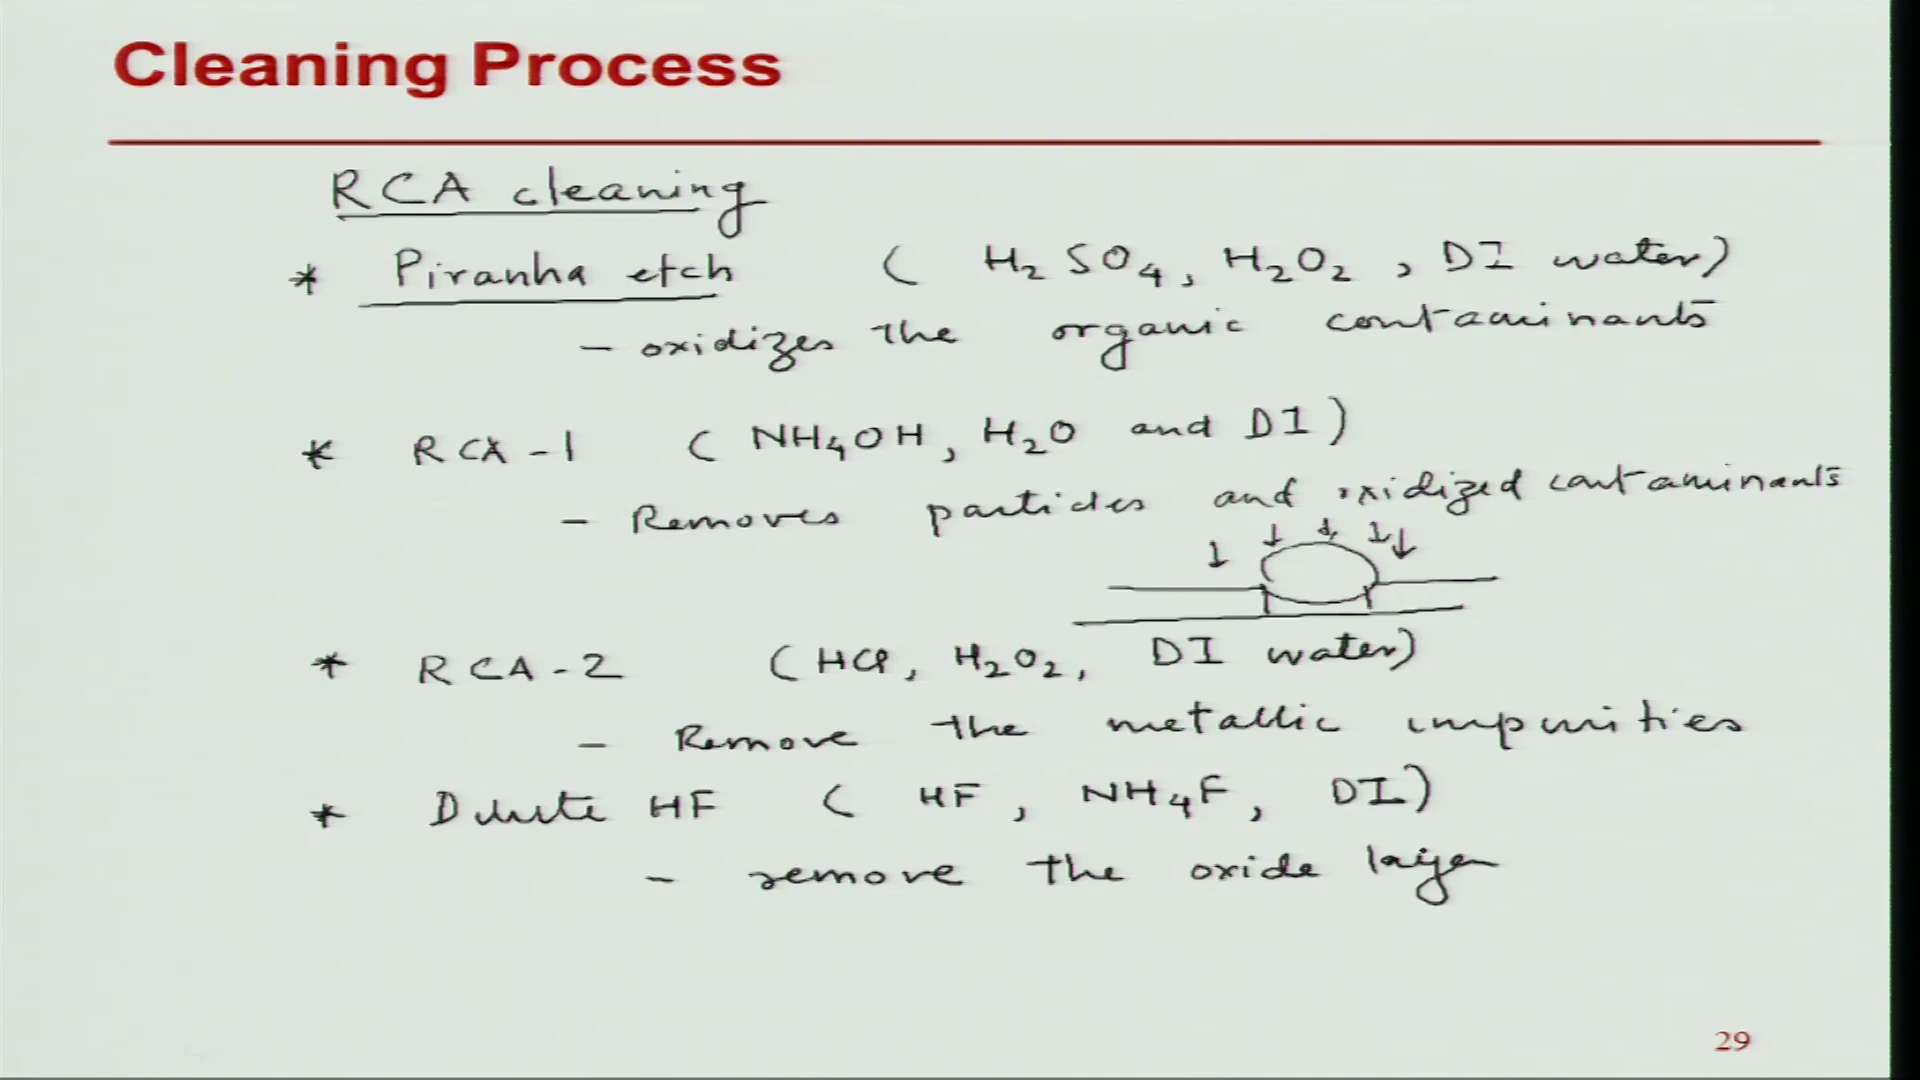 Cleaning Process
RCA cleaning
* Piranha etch ( H2SO4, H2O2, DI water)
- oxidizes the organic contaminants
* RCA-1 ( NH4OH, H2O and DI )
- Removes particles and oxidized contaminants
* RCA-2 (HCl, H2O2, DI water)
- Remove the metallic impurities
* Dilute HF ( HF, NH4F, DI)
- remove the oxide layer
29